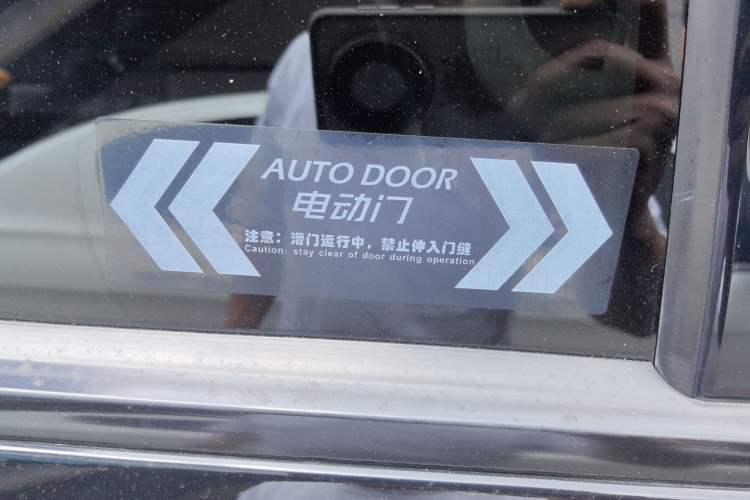 AUTO DOOR
电动门
注意：滑门运行中，禁止伸入门缝
Caution: stay clear of door during operation